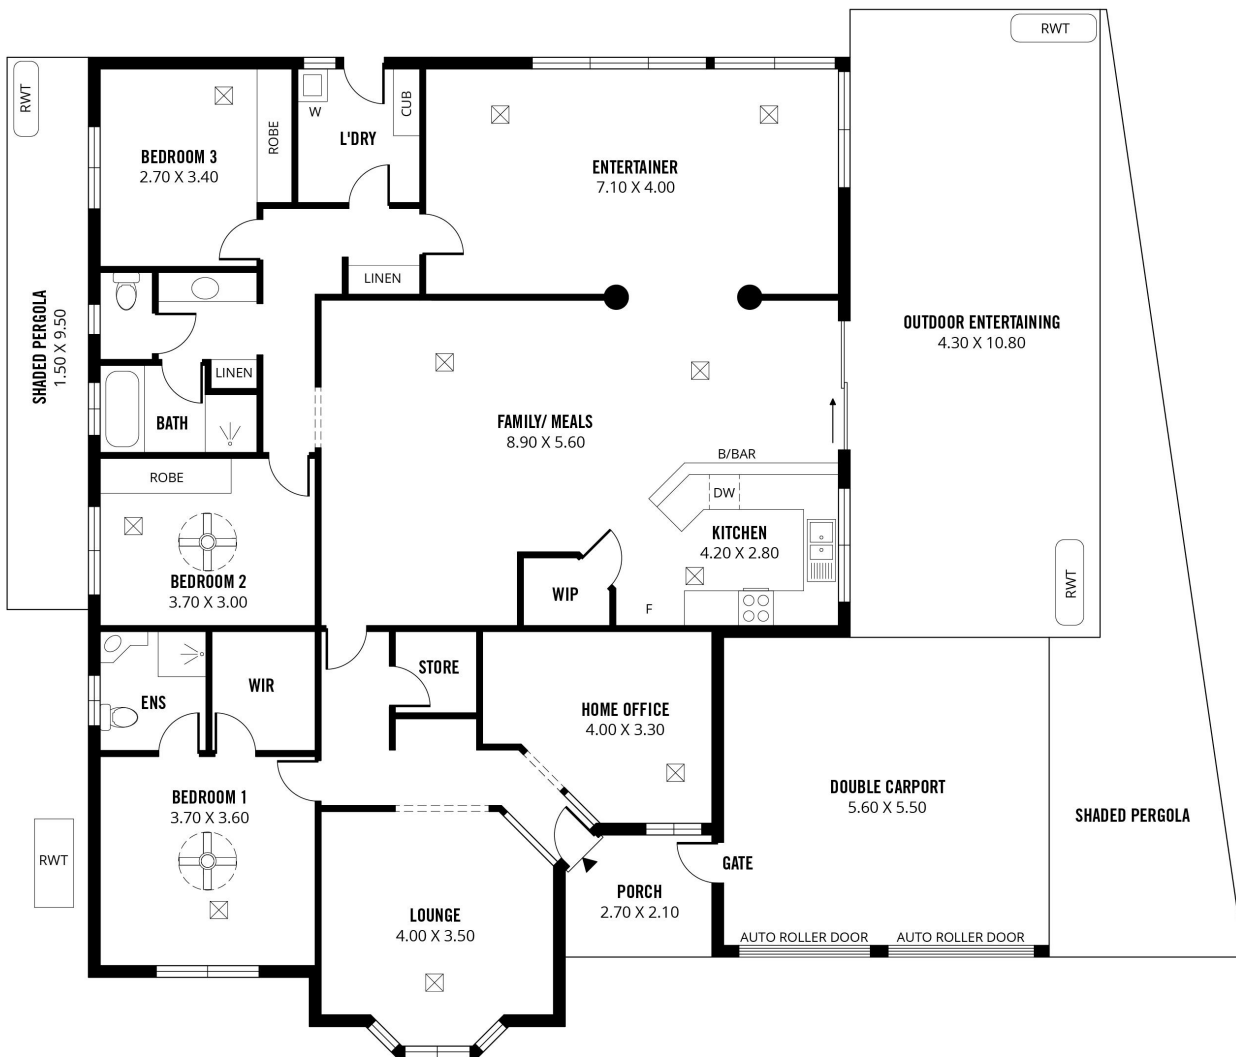 RWT
RWT
BEDROOM 3
2.70 X 3.40
ROBE
W
L'DRY
CUB
ENTERTAINER
7.10 X 4.00
LINEN
SHADED PERGOLA
1.50 X 9.50
LINEN
BATH
FAMILY/ MEALS
8.90 X 5.60
OUTDOOR ENTERTAINING
4.30 X 10.80
B/BAR
DW
KITCHEN
4.20 X 2.80
ROBE
BEDROOM 2
3.70 X 3.00
WIP
F
RWT
ENS
WIR
STORE
HOME OFFICE
4.00 X 3.30
BEDROOM 1
3.70 X 3.60
DOUBLE CARPORT
5.60 X 5.50
SHADED PERGOLA
RWT
GATE
PORCH
2.70 X 2.10
LOUNGE
4.00 X 3.50
AUTO ROLLER DOOR
AUTO ROLLER DOOR